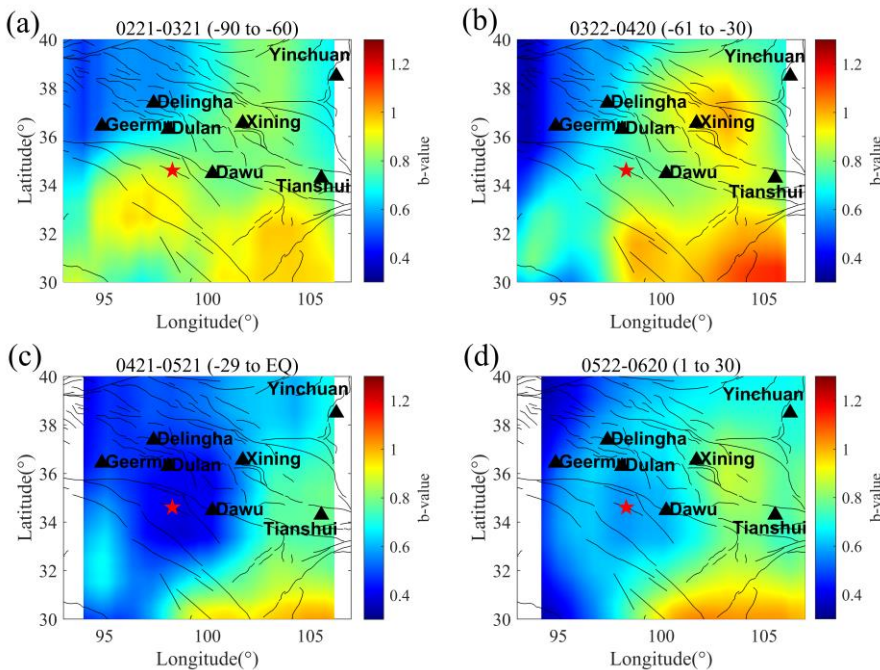 (a)
0221-0321 (-90 to -60)
40
38
36
34
32
30
Latitude(°)
95
100
105
Longitude(°)
Yinchuan
Delingha
Geermu
Dulan
Xining
Dawu
Tianshui
1.2
1
0.8
0.6
0.4
b-value
(b)
0322-0420 (-61 to -30)
40
38
36
34
32
30
Latitude(°)
95
100
105
Longitude(°)
Yinchuan
Delingha
Geermu
Dulan
Xining
Dawu
Tianshui
1.2
1
0.8
0.6
0.4
b-value
(c)
0421-0521 (-29 to EQ)
40
38
36
34
32
30
Latitude(°)
95
100
105
Longitude(°)
Yinchuan
Delingha
Geermu
Dulan
Xining
Dawu
Tianshui
1.2
1
0.8
0.6
0.4
b-value
(d)
0522-0620 (1 to 30)
40
38
36
34
32
30
Latitude(°)
95
100
105
Longitude(°)
Yinchuan
Delingha
Geermu
Dulan
Xining
Dawu
Tianshui
1.2
1
0.8
0.6
0.4
b-value